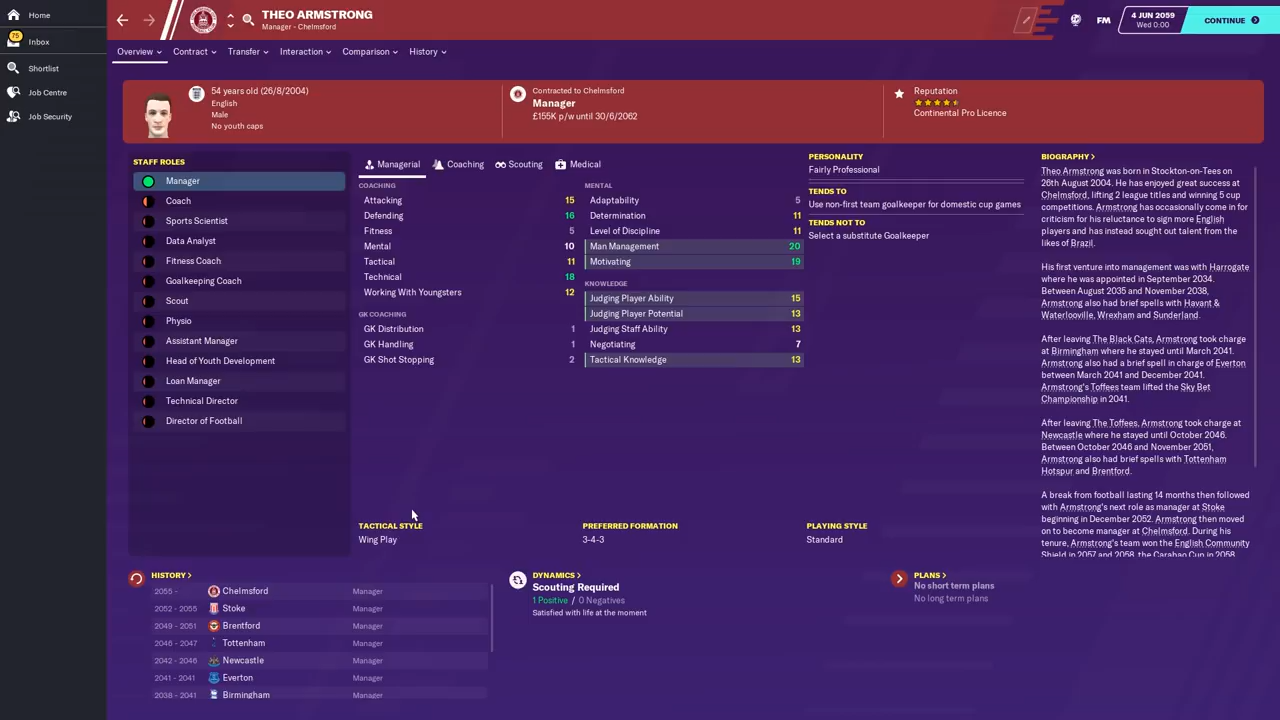 Home
75
Inbox
Shortlist
Job Centre
Job Security
THEO ARMSTRONG
Manager - Chelmsford
FM
4 JUN 2059
Wed 0:00
CONTINUE
Overview
Contract
Transfer
Interaction
Comparison
History
54 years old (26/8/2004)
English
Male
No youth caps
Contracted to Chelmsford
Manager
£155K p/w until 30/6/2062
Reputation
Continental Pro Licence
STAFF ROLES
Manager
Coach
Sports Scientist
Data Analyst
Fitness Coach
Goalkeeping Coach
Scout
Physio
Assistant Manager
Head of Youth Development
Loan Manager
Technical Director
Director of Football
Managerial
Coaching
Scouting
Medical
COACHING
Attacking 15
Defending 16
Fitness 5
Mental 10
Tactical 11
Technical 18
Working With Youngsters 12
GK COACHING
GK Distribution 1
GK Handling 1
GK Shot Stopping 2
MENTAL
Adaptability 5
Determination 11
Level of Discipline 11
Man Management 20
Motivating 19
KNOWLEDGE
Judging Player Ability 15
Judging Player Potential 13
Judging Staff Ability 13
Negotiating 7
Tactical Knowledge 13
PERSONALITY
Fairly Professional
TENDS TO
Use non-first team goalkeeper for domestic cup games
TENDS NOT TO
Select a substitute Goalkeeper
BIOGRAPHY >
Theo Armstrong was born in Stockton-on-Tees on
26th August 2004. He has enjoyed great success at
Chelmsford, lifting 2 league titles and winning 5 cup
competitions. Armstrong has occasionally come in for
criticism for his reluctance to sign more English
players and has instead sought out talent from the
likes of Brazil.
His first venture into management was with Harrogate
where he was appointed in September 2034.
Between August 2035 and November 2038,
Armstrong also had brief spells with Havant &
Waterlooville, Wrexham and Sunderland.
After leaving The Black Cats, Armstrong took charge
at Birmingham where he stayed until March 2041.
Armstrong also had a brief spell in charge of Everton
between March 2041 and December 2041.
Armstrong's Toffees team lifted the Sky Bet
Championship in 2041.
After leaving The Toffees, Armstrong took charge at
Newcastle where he stayed until October 2046.
Between October 2046 and November 2051,
Armstrong also had brief spells with Tottenham
Hotspur and Brentford.
A break from football lasting 14 months then followed
with Armstrong's next role as manager at Stoke
beginning in December 2052. Armstrong then moved
on to become manager at Chelmsford. During his
tenure, Armstrong's team won the English Community
Shield in 2057 and 2058, the Carabao Cup in 2058
TACTICAL STYLE
Wing Play
PREFERRED FORMATION
3-4-3
PLAYING STYLE
Standard
HISTORY >
2055 - Chelmsford Manager
2052 - 2055 Stoke Manager
2049 - 2051 Brentford Manager
2046 - 2047 Tottenham Manager
2042 - 2046 Newcastle Manager
2041 - 2041 Everton Manager
2038 - 2041 Birmingham Manager
DYNAMICS >
Scouting Required
1 Positive / 0 Negatives
Satisfied with life at the moment
PLANS >
No short term plans
No long term plans